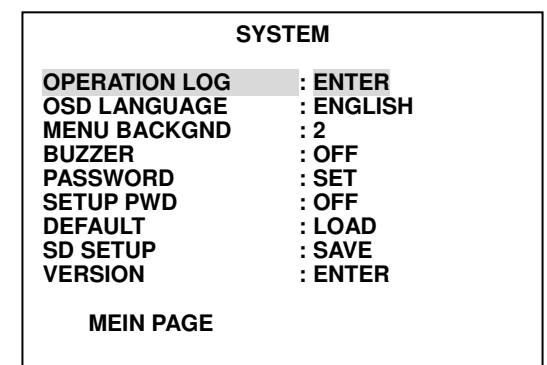 SYSTEM
OPERATION LOG : ENTER
OSD LANGUAGE : ENGLISH
MENU BACKGND : 2
BUZZER : OFF
PASSWORD : SET
SETUP PWD : OFF
DEFAULT : LOAD
SD SETUP : SAVE
VERSION : ENTER
MEIN PAGE